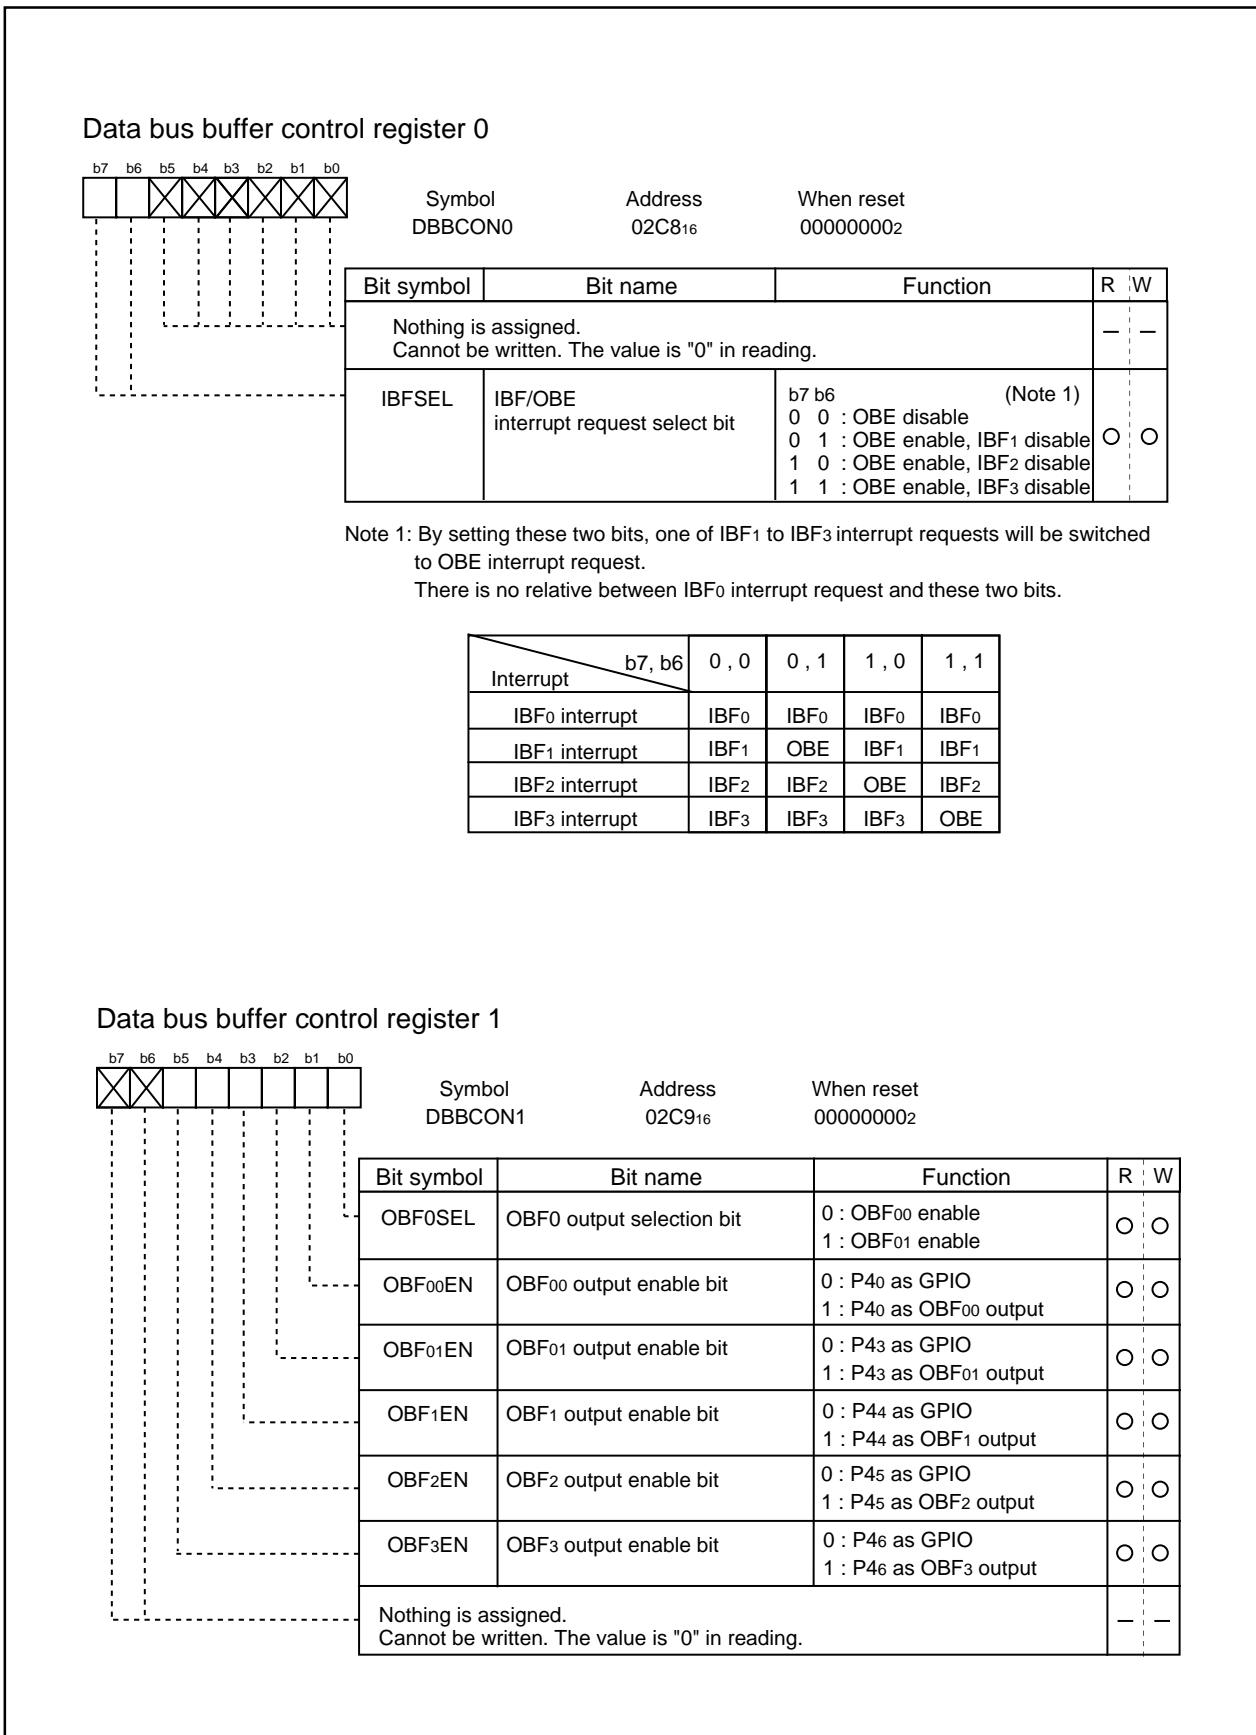 Data bus buffer control register 0
b7 b6 b5 b4 b3 b2 b1 b0
Symbol Address When reset
DBBCON0 02C816 000000002
Bit symbol Bit name Function R W
Nothing is assigned. – –
Cannot be written. The value is "0" in reading.
IBFSEL IBF/OBE b7 b6 (Note 1)
interrupt request select bit 0 0 : OBE disable
0 1 : OBE enable, IBF1 disable
1 0 : OBE enable, IBF2 disable
1 1 : OBE enable, IBF3 disable
Note 1: By setting these two bits, one of IBF1 to IBF3 interrupt requests will be switched
to OBE interrupt request.
There is no relative between IBF0 interrupt request and these two bits.
b7, b6 0 , 0 0 , 1 1 , 0 1 , 1
Interrupt
IBF0 interrupt IBF0 IBF0 IBF0 IBF0
IBF1 interrupt IBF1 OBE IBF1 IBF1
IBF2 interrupt IBF2 IBF2 OBE IBF2
IBF3 interrupt IBF3 IBF3 IBF3 OBE
Data bus buffer control register 1
b7 b6 b5 b4 b3 b2 b1 b0
Symbol Address When reset
DBBCON1 02C916 000000002
Bit symbol Bit name Function R W
OBF0SEL OBF0 output selection bit 0 : OBF00 enable
1 : OBF01 enable
OBF00EN OBF00 output enable bit 0 : P40 as GPIO
1 : P40 as OBF00 output
OBF01EN OBF01 output enable bit 0 : P43 as GPIO
1 : P43 as OBF01 output
OBF1EN OBF1 output enable bit 0 : P44 as GPIO
1 : P44 as OBF1 output
OBF2EN OBF2 output enable bit 0 : P45 as GPIO
1 : P45 as OBF2 output
OBF3EN OBF3 output enable bit 0 : P46 as GPIO
1 : P46 as OBF3 output
Nothing is assigned. – –
Cannot be written. The value is "0" in reading.